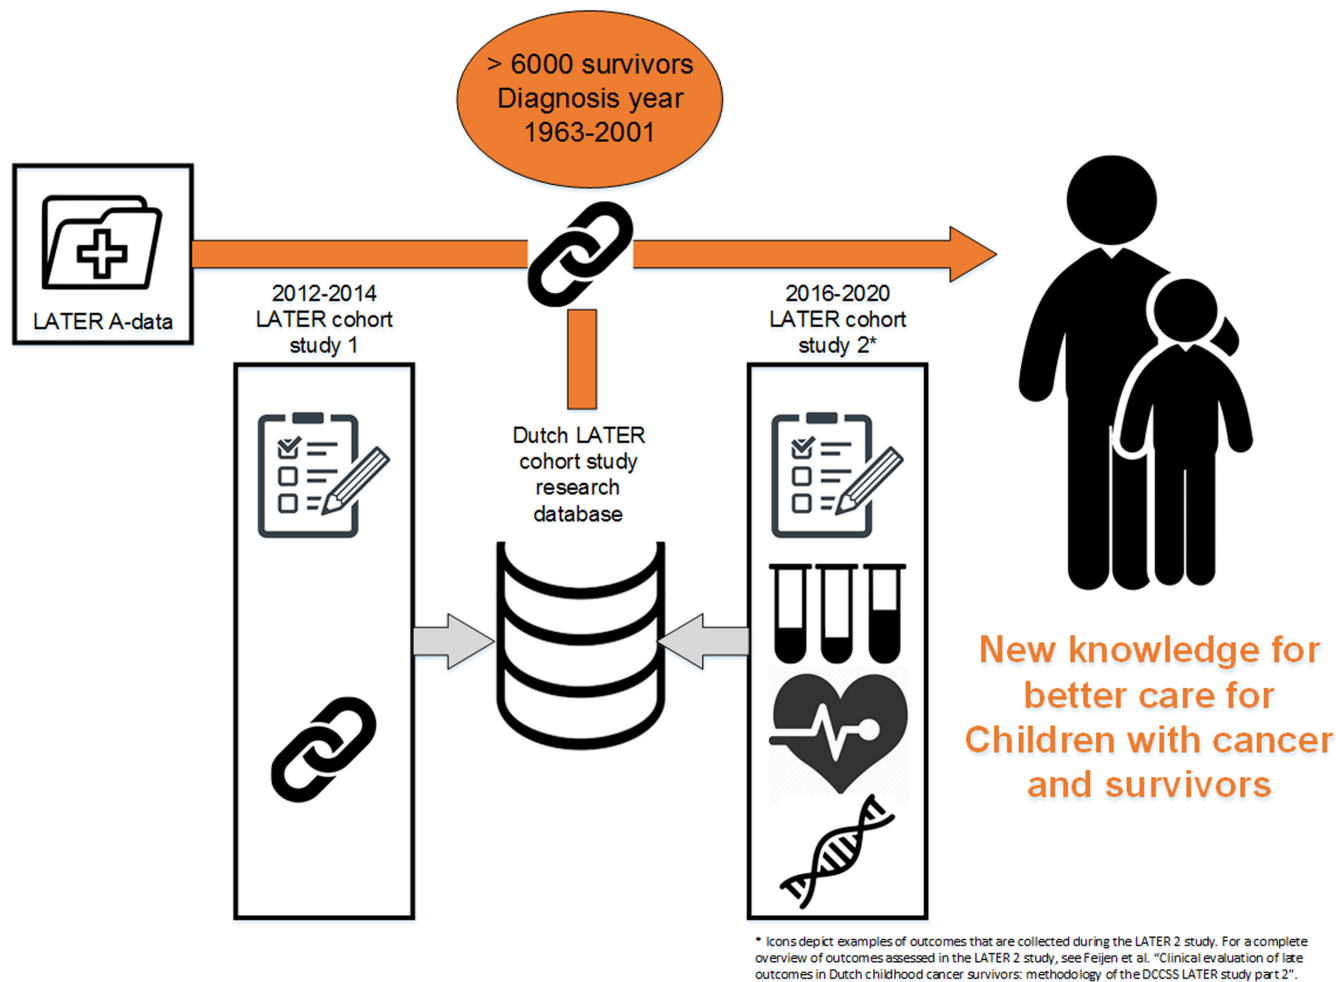 > 6000 survivors
Diagnosis year
1963-2001
LATER A-data
2012-2014
LATER cohort
study 1
2016-2020
LATER cohort
study 2*
Dutch LATER
cohort study
research
database
New knowledge for
better care for
Children with cancer
and survivors
* Icons depict examples of outcomes that are collected during the LATER 2 study. For a complete
overview of outcomes assessed in the LATER 2 study, see Feijen et al. “Clinical evaluation of late
outcomes in Dutch childhood cancer survivors: methodology of the DCCSS LATER study part 2”.